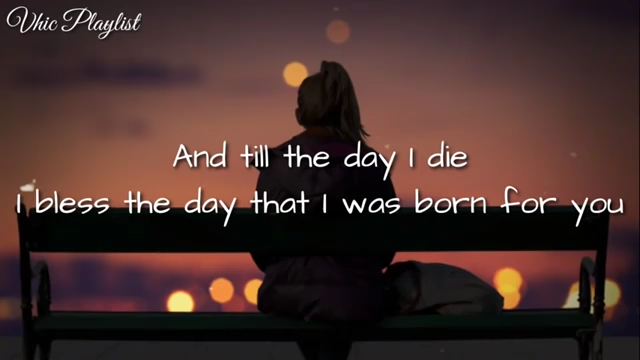 Vhic Playlist
And till the day I die
I bless the day that I was born for you